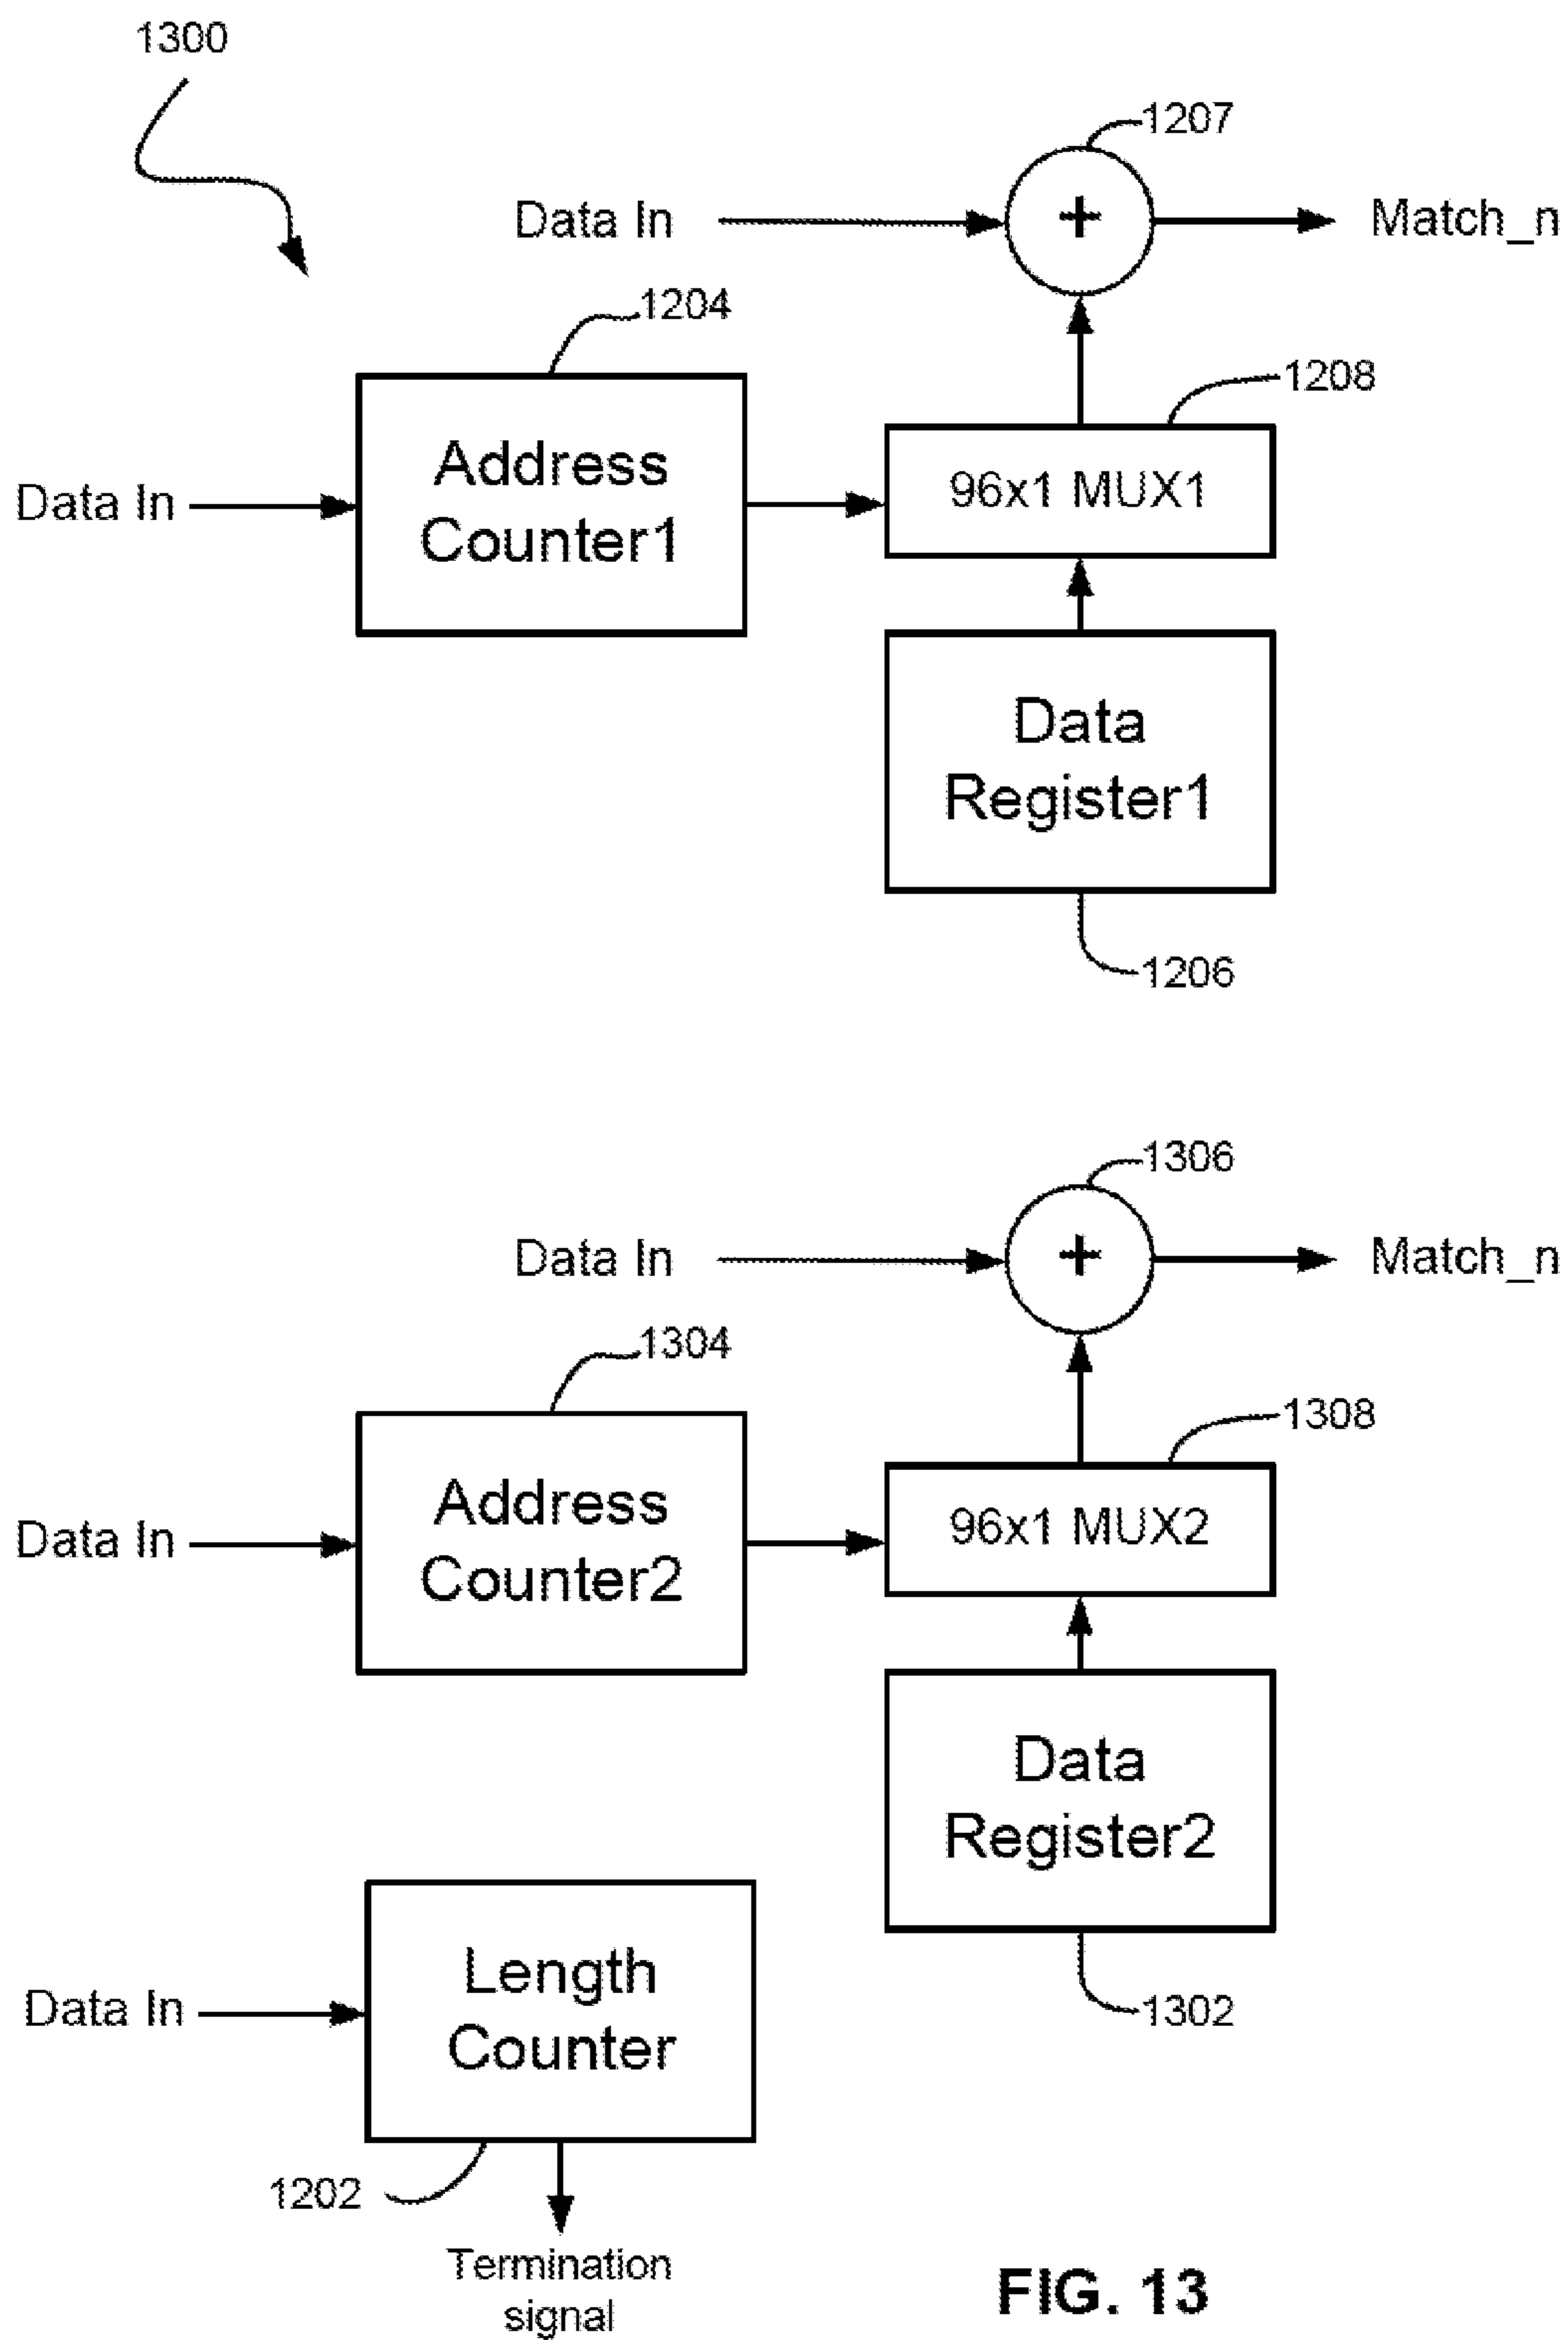 1300
1207
Data In
+
Match_n
1204
1208
Address
Counter1
Data In
96x1 MUX1
Data
Register1
1206
1306
Data In
+
Match_n
1304
1308
Address
Counter2
Data In
96x1 MUX2
Data
Register2
1302
Length
Counter
Data In
1202
Termination
signal
FIG. 13